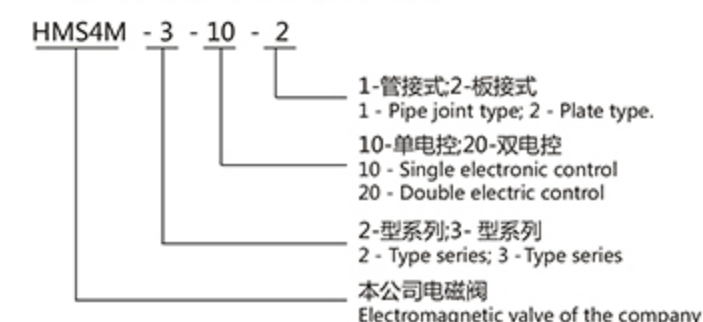 HMS4M - 3 - 10 - 2
1-管接式;2-板接式
1 - Pipe joint type; 2 - Plate type.
10-单电控;20-双电控
10 - Single electronic control
20 - Double electric control
2-型系列;3- 型系列
2 - Type series; 3 -Type series
本公司电磁阀
Electromagnetic valve of the company